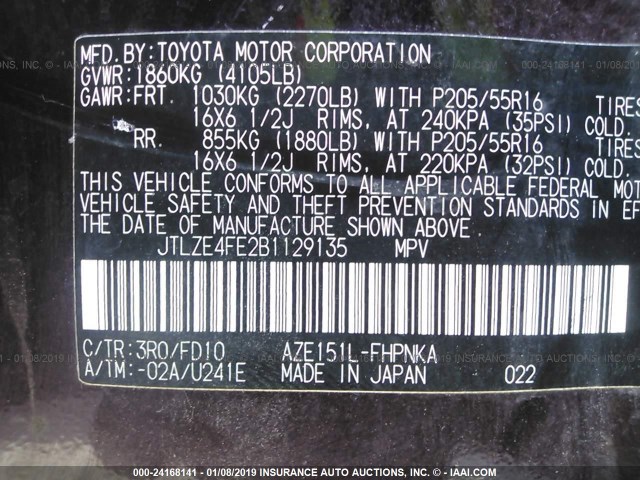 MFD.BY:TOYOTA MOTOR CORPORATION
GVWR:1860KG (4105LB)
GAWR:FRT. 1030KG (2270LB) WITH P205/55R16 TIRES
16X6 1/2J RIMS, AT 240KPA (35PSI) COLD.
RR. 855KG (1880LB) WITH P205/55R16 TIRES
16X6 1/2J RIMS, AT 220KPA (32PSI) COLD.
THIS VEHICLE CONFORMS TO ALL APPLICABLE FEDERAL MOT
VEHICLE SAFETY AND THEFT PREVENTION STANDARDS IN EF
THE DATE OF MANUFACTURE SHOWN ABOVE.
JTLZE4FE2B1129135 MPV
C/TR:3R0/FD10 AZE151L-FHPNKA
A/TM:-02A/U241E MADE IN JAPAN 022
000-24168141 - 01/08/2019 - INSURANCE AUTO AUCTIONS, INC. - © - IAAI.COM